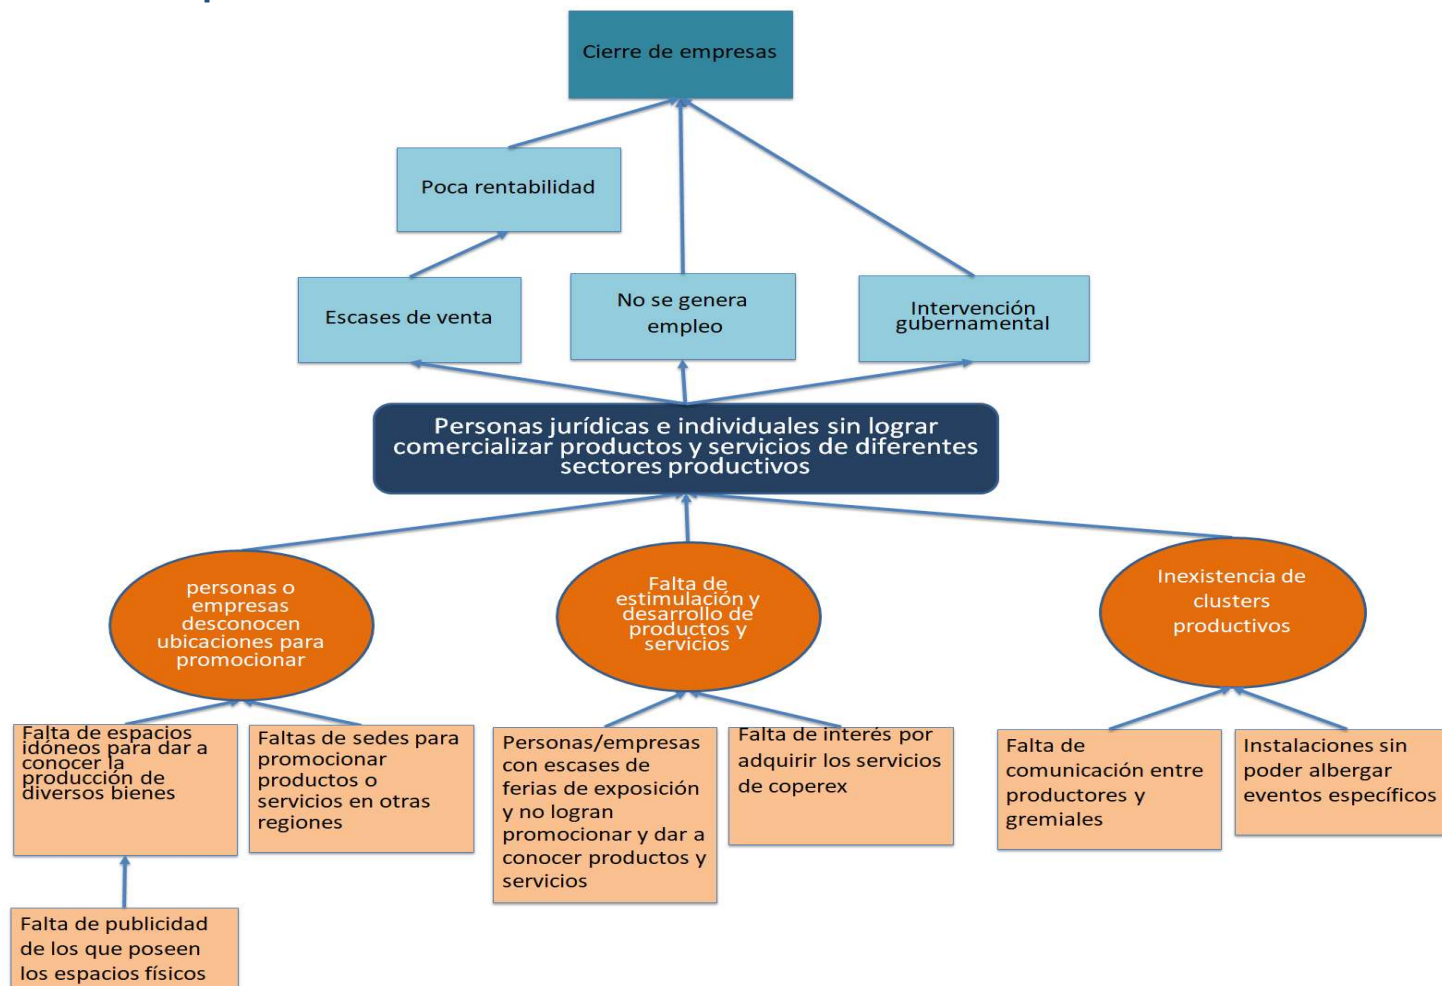 Cierre de empresas
Poca rentabilidad
Escases de venta
No se genera
empleo
Intervención
gubernamental
Personas jurídicas e individuales sin lograr
comercializar productos y servicios de diferentes
sectores productivos
personas o
empresas
desconocen
ubicaciones para
promocionar
Falta de
estimulación y
desarrollo de
productos y
servicios
Inexistencia de
clusters
productivos
Falta de espacios
idóneos para dar a
conocer la
producción de
diversos bienes
Faltas de sedes para
promocionar
productos o
servicios en otras
regiones
Personas/empresas
con escases de
ferias de exposición
y no logran
promocionar y dar a
conocer productos y
servicios
Falta de interés por
adquirir los servicios
de coperex
Falta de
comunicación entre
productores y
gremiales
Instalaciones sin
poder albergar
eventos específicos
Falta de publicidad
de los que poseen
los espacios físicos